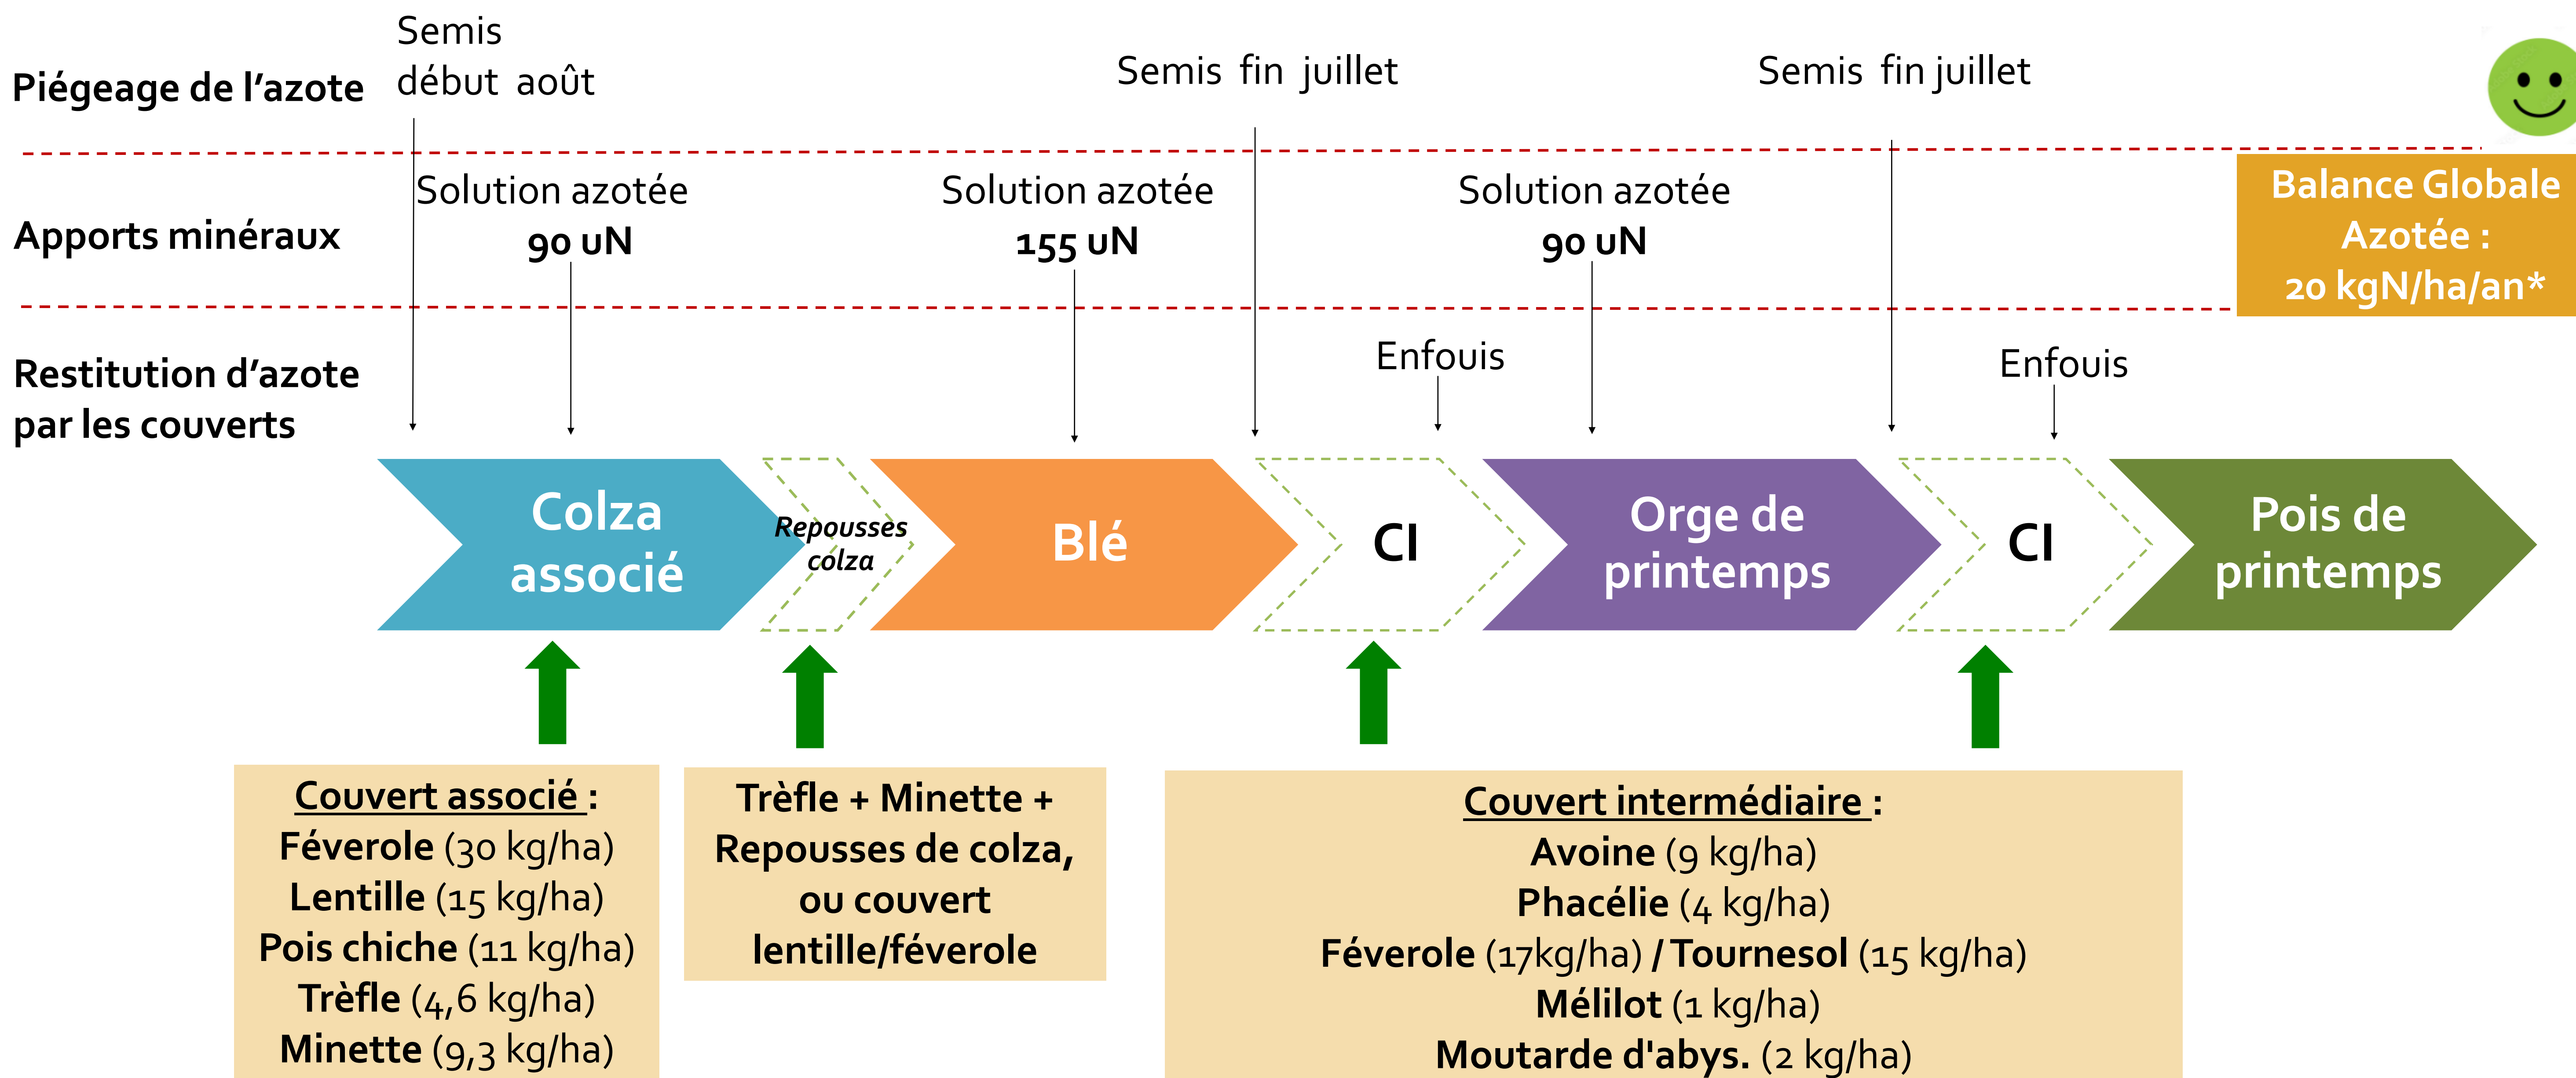 Piégeage de l'azote
Semis
début août
Semis fin juillet
Semis fin juillet
Apports minéraux
Solution azotée
90 uN
Solution azotée
155 uN
Solution azotée
90 uN
Balance Globale
Azotée :
20 kgN/ha/an*
Restitution d'azote
par les couverts
Enfouis
Enfouis
Colza
associé
Repousses
colza
Blé
CI
Orge de
printemps
CI
Pois de
printemps
Couvert associé :
Féverole (30 kg/ha)
Lentille (15 kg/ha)
Pois chiche (11 kg/ha)
Trèfle (4,6 kg/ha)
Minette (9,3 kg/ha)
Trèfle + Minette +
Repousses de colza,
ou couvert
lentille/féverole
Couvert intermédiaire :
Avoine (9 kg/ha)
Phacélie (4 kg/ha)
Féverole (17kg/ha) / Tournesol (15 kg/ha)
Mélilot (1 kg/ha)
Moutarde d'abys. (2 kg/ha)